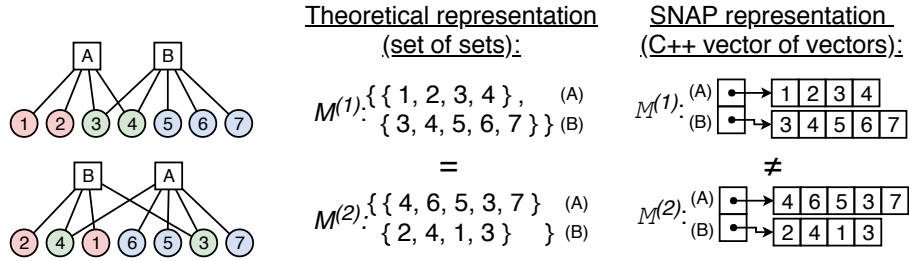 Theoretical representation
(set of sets):
SNAP representation
(C++ vector of vectors):
A B
1 2 3 4 5 6 7
M(1): { { 1, 2, 3, 4 } , (A)
{ 3, 4, 5, 6, 7 } } (B)
M(1): (A) 1 2 3 4
(B) 3 4 5 6 7
= ≠
B A
2 4 1 6 5 3 7
M(2): { { 4, 6, 5, 3, 7 } (A)
{ 2, 4, 1, 3 } } (B)
M(2): (A) 4 6 5 3 7
(B) 2 4 1 3